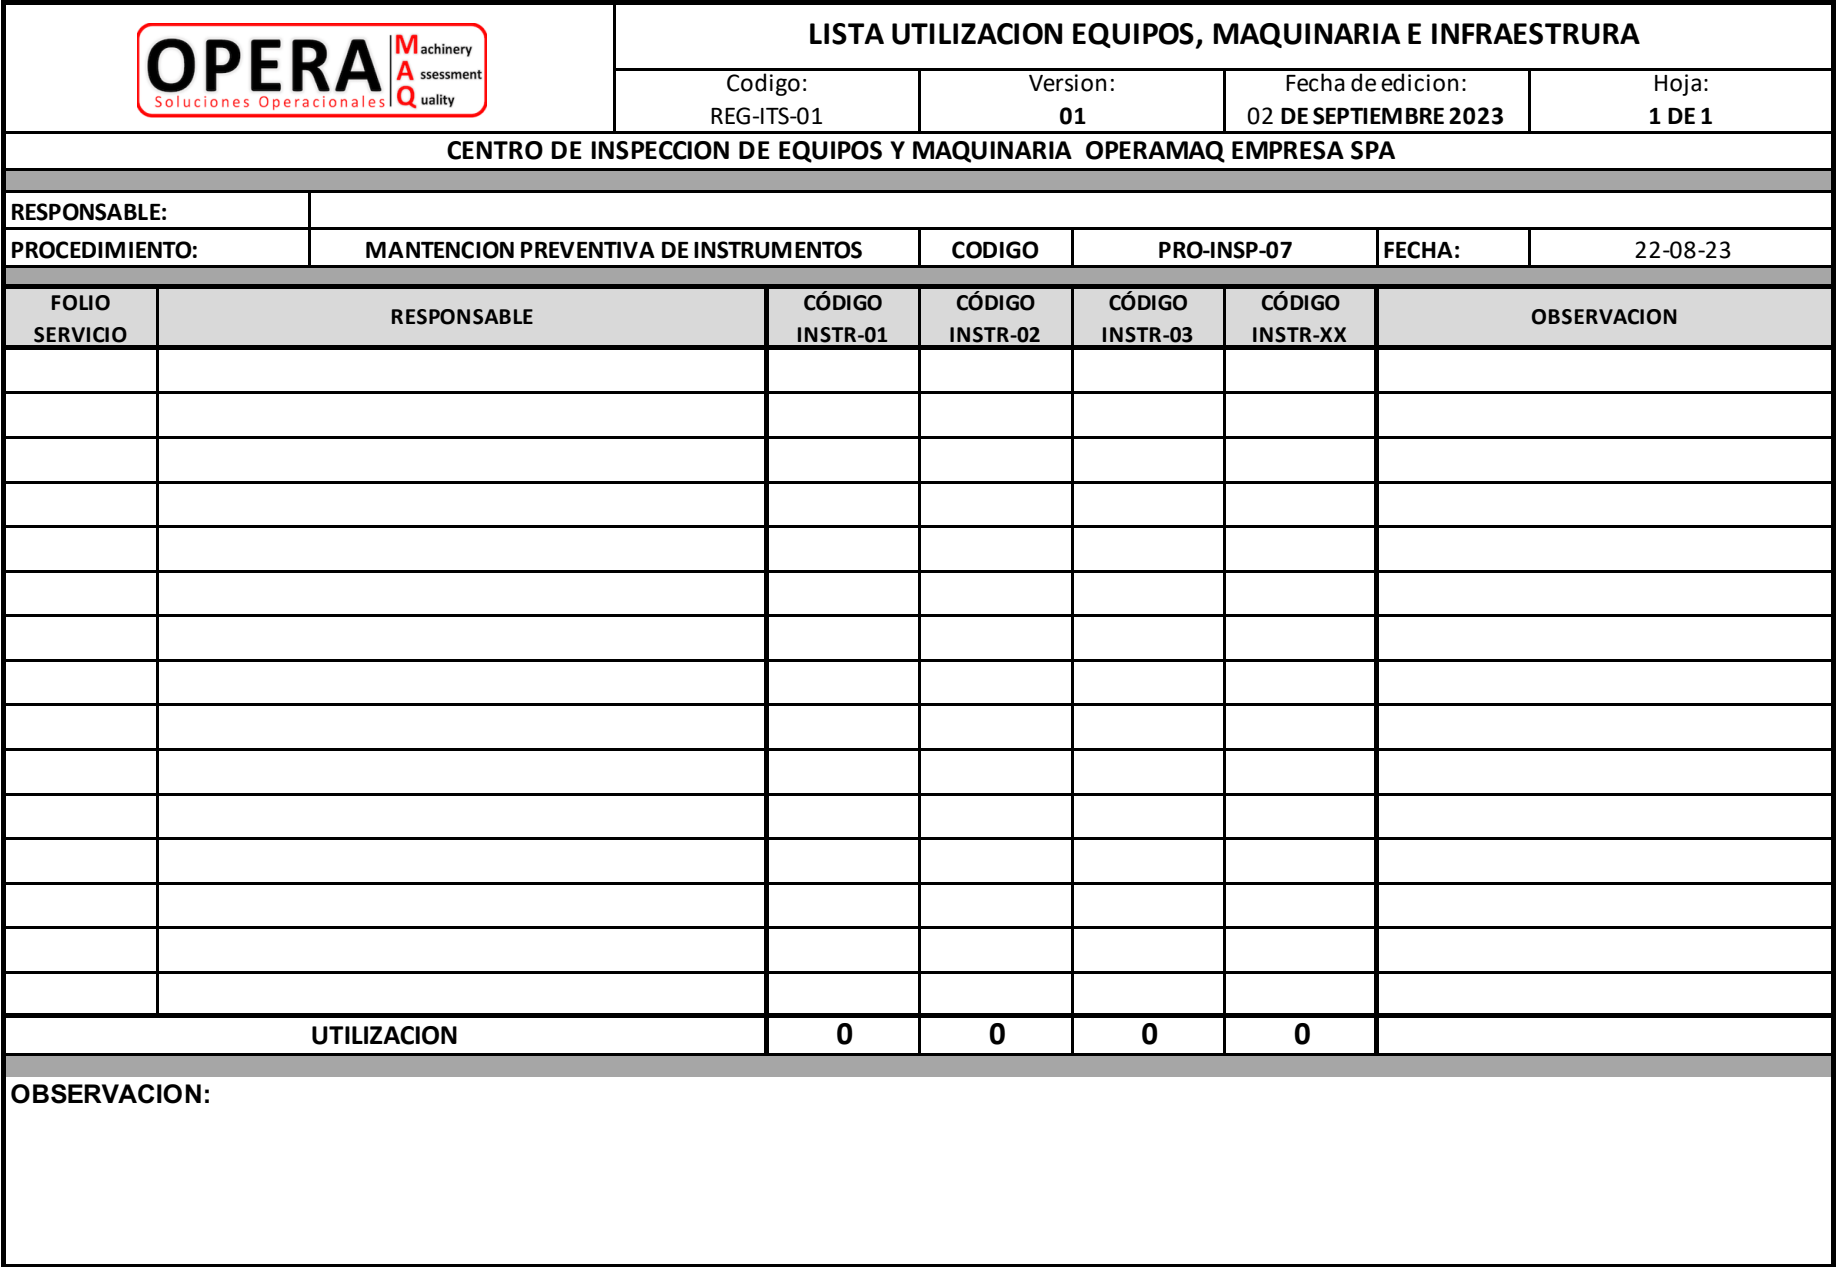 OPERA
Machinery
Assessment
Quality
Soluciones Operacionales
LISTA UTILIZACION EQUIPOS, MAQUINARIA E INFRAESTRURA
Codigo: Version: Fecha de edicion: Hoja:
REG-ITS-01 01 02 DE SEPTIEMBRE 2023 1 DE 1
CENTRO DE INSPECCION DE EQUIPOS Y MAQUINARIA OPERAMAQ EMPRESA SPA
RESPONSABLE:
PROCEDIMIENTO: MANTENCION PREVENTIVA DE INSTRUMENTOS CODIGO PRO-INSP-07 FECHA: 22-08-23
FOLIO SERVICIO RESPONSABLE CÓDIGO INSTR-01 CÓDIGO INSTR-02 CÓDIGO INSTR-03 CÓDIGO INSTR-XX OBSERVACION
UTILIZACION 0 0 0 0
OBSERVACION: